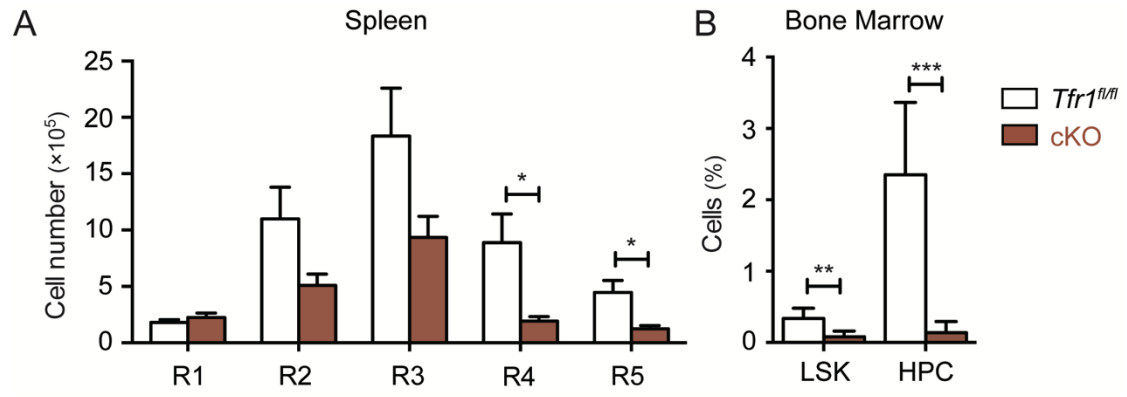 A
Spleen
Cell number (×10⁵)
25
20
15
10
5
0
*
*
R1
R2
R3
R4
R5
B
Bone Marrow
Cells (%)
4
3
2
1
0
**
***
LSK
HPC
Tfr1ᶠˡ/ᶠˡ
cKO